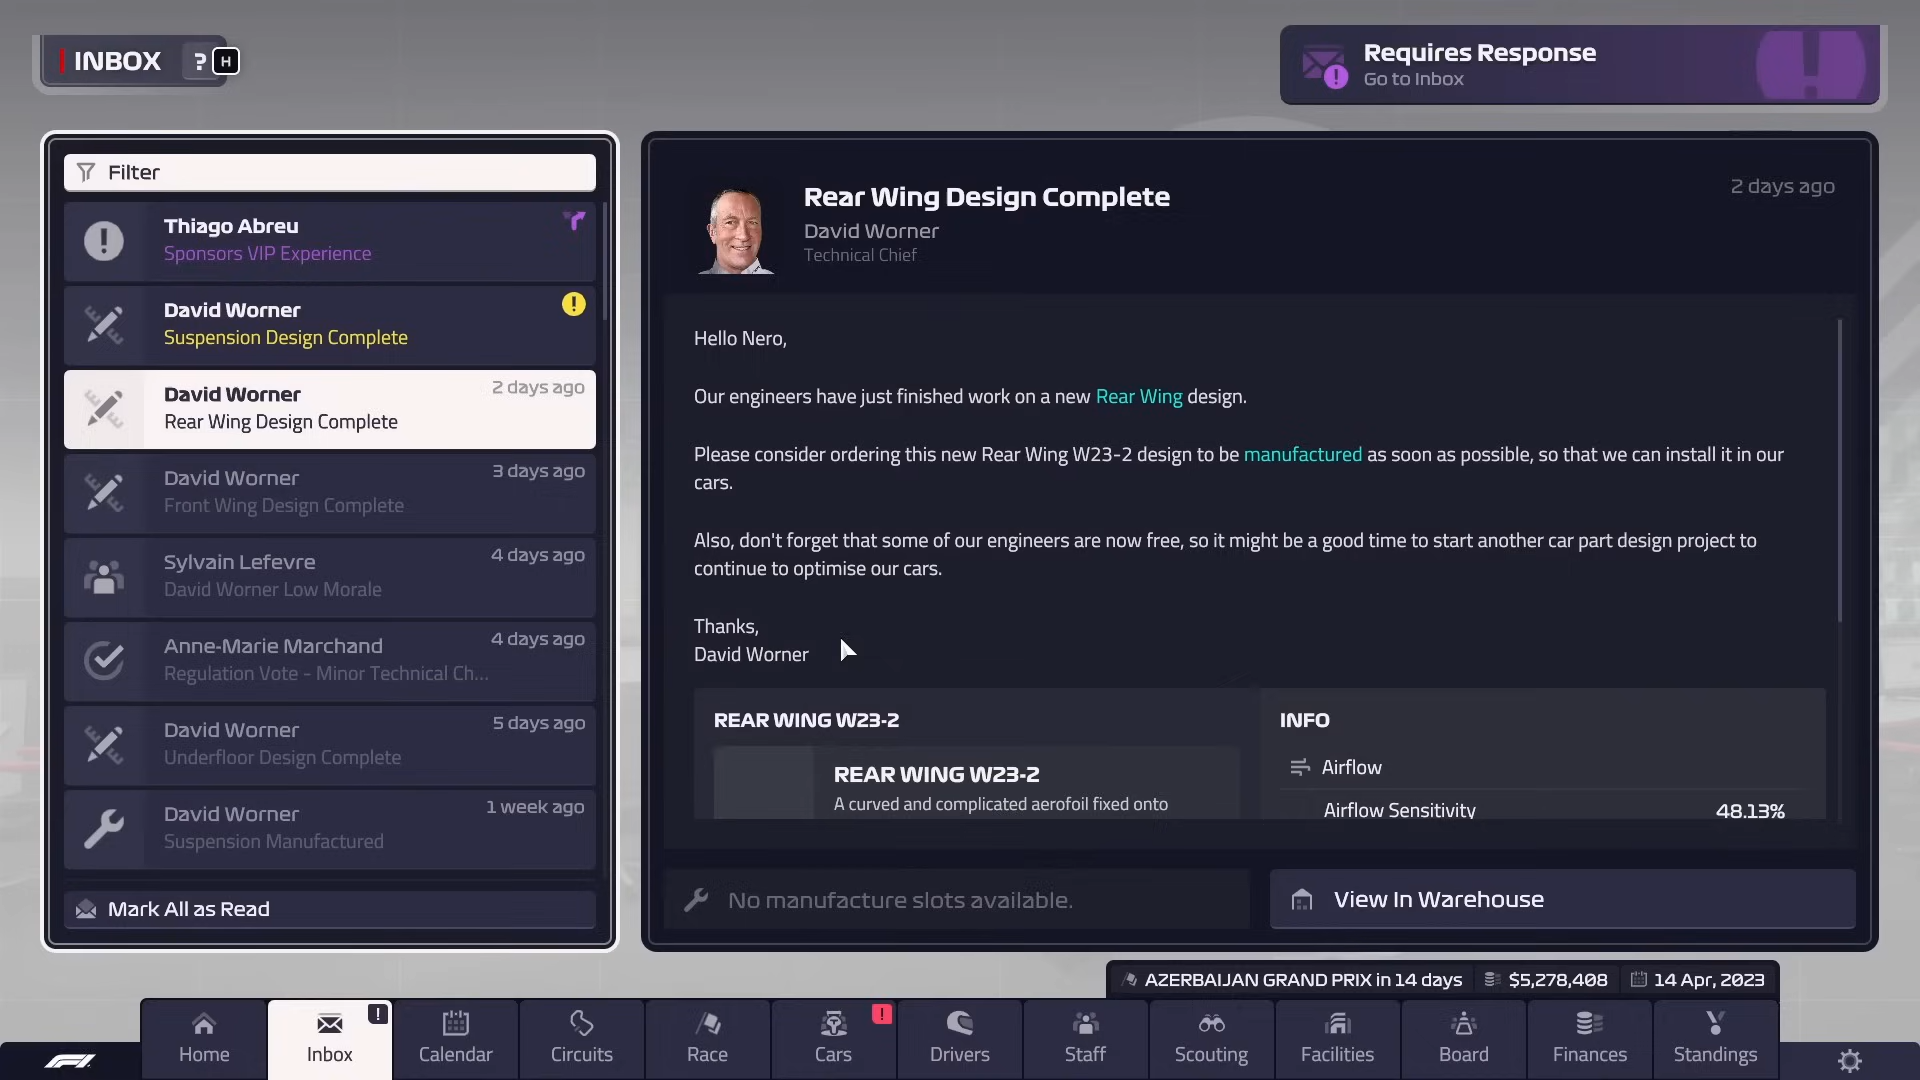 INBOX
?
H
Requires Response
Go to Inbox
Filter
Thiago Abreu
Sponsors VIP Experience
David Worner
Suspension Design Complete
David Worner
2 days ago
Rear Wing Design Complete
David Worner
3 days ago
Front Wing Design Complete
Sylvain Lefevre
4 days ago
David Worner Low Morale
Anne-Marie Marchand
4 days ago
Regulation Vote - Minor Technical Ch...
David Worner
5 days ago
Underfloor Design Complete
David Worner
1 week ago
Suspension Manufactured
Mark All as Read
Rear Wing Design Complete
2 days ago
David Worner
Technical Chief
Hello Nero,
Our engineers have just finished work on a new Rear Wing design.
Please consider ordering this new Rear Wing W23-2 design to be manufactured as soon as possible, so that we can install it in our
cars.
Also, don't forget that some of our engineers are now free, so it might be a good time to start another car part design project to
continue to optimise our cars.
Thanks,
David Worner
REAR WING W23-2
REAR WING W23-2
A curved and complicated aerofoil fixed onto
INFO
Airflow
Airflow Sensitivity 48.13%
No manufacture slots available.
View In Warehouse
AZERBAIJAN GRAND PRIX in 14 days
$5,278,408
14 Apr, 2023
F1
Home
Inbox
Calendar
Circuits
Race
Cars
Drivers
Staff
Scouting
Facilities
Board
Finances
Standings